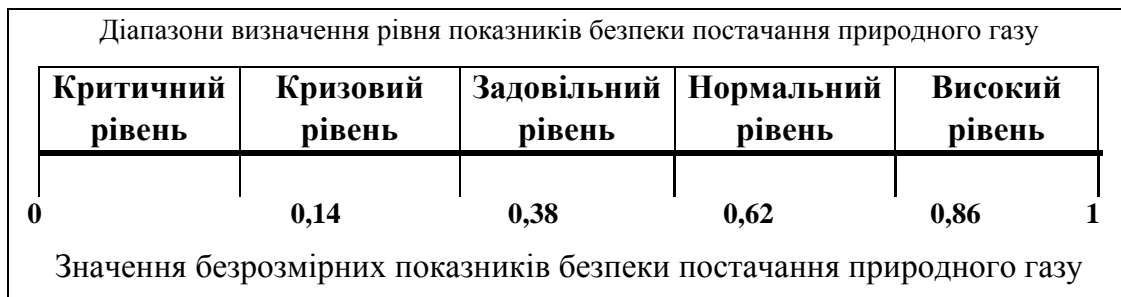 Діапазони визначення рівня показників безпеки постачання природного газу
Критичний рівень
Кризовий рівень
Задовільний рівень
Нормальний рівень
Високий рівень
0 0,14 0,38 0,62 0,86 1
Значення безрозмірних показників безпеки постачання природного газу